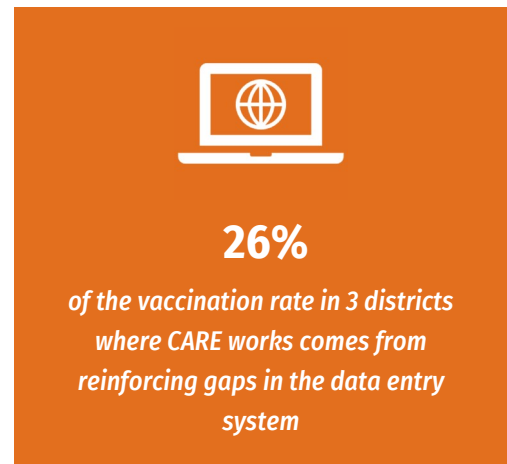 26%
of the vaccination rate in 3 districts
where CARE works comes from
reinforcing gaps in the data entry
system